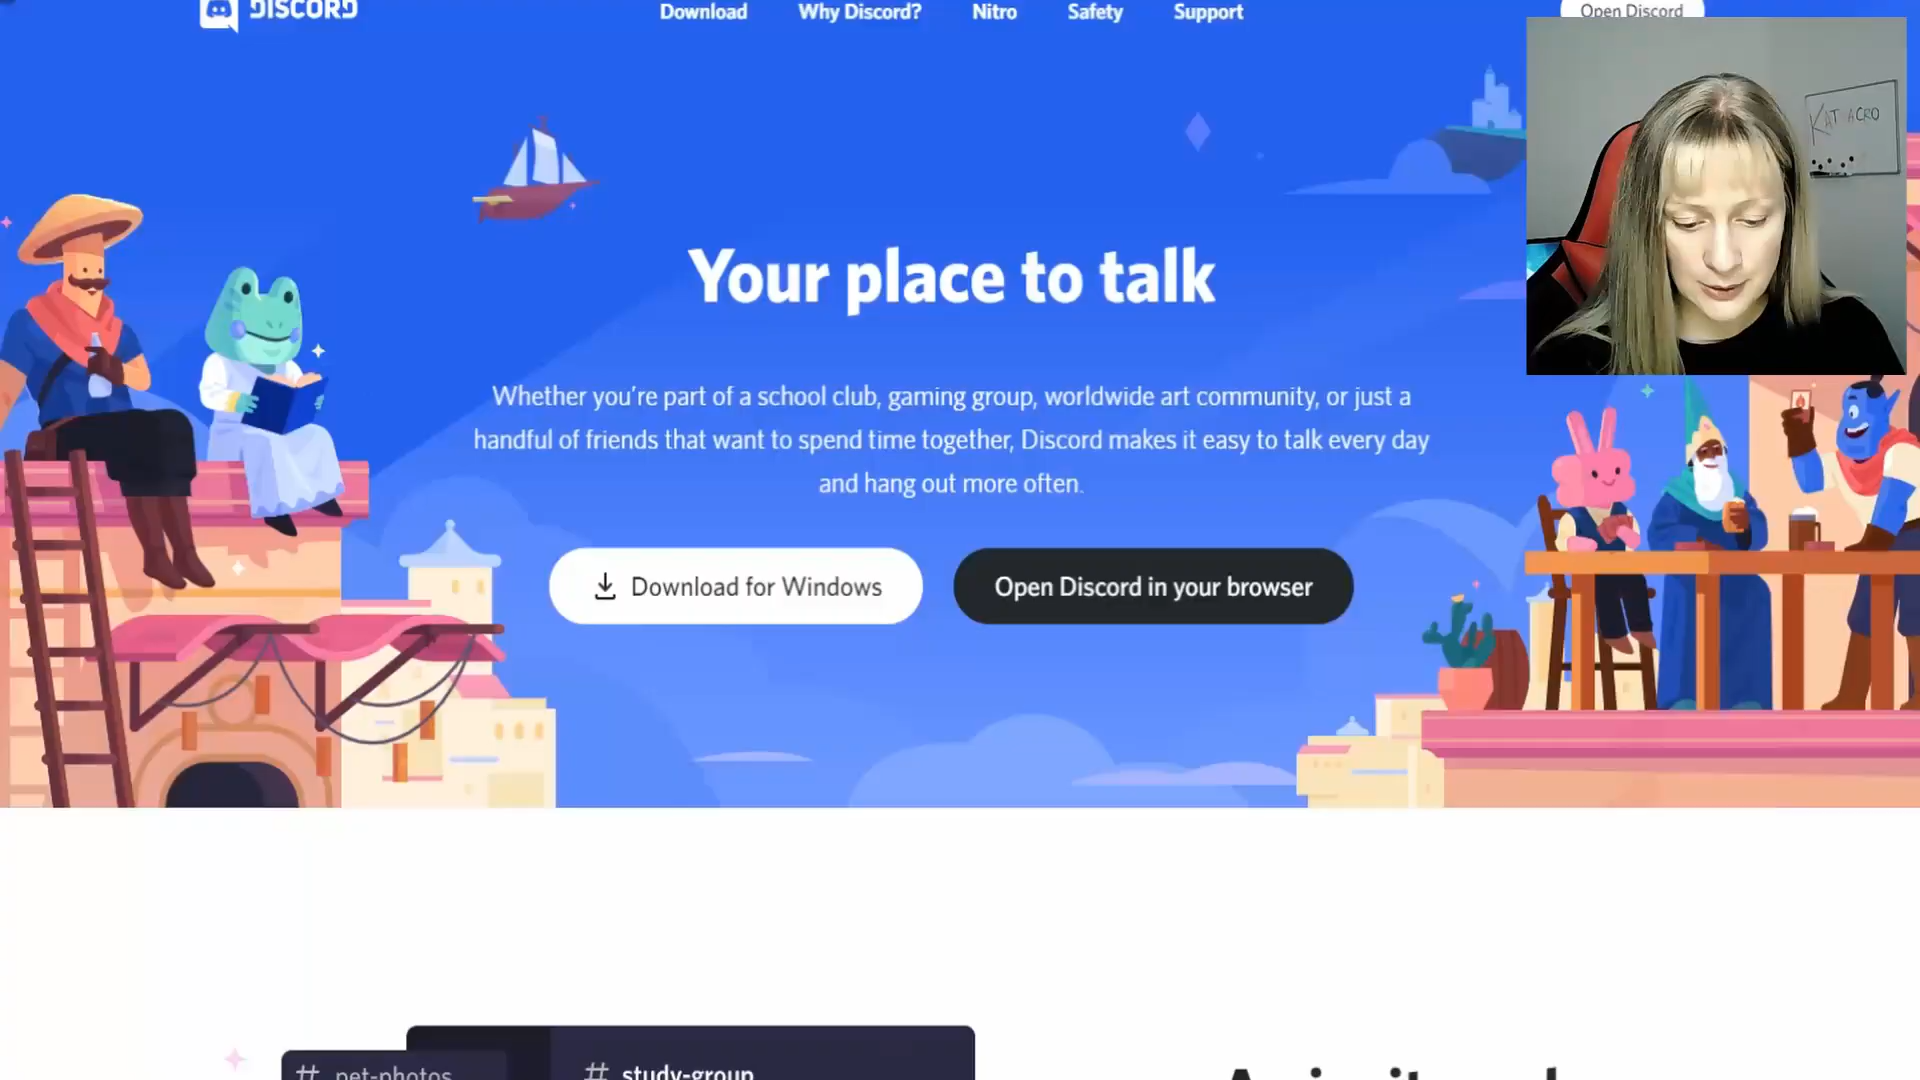 DISCORD
Download
Why Discord?
Nitro
Safety
Support
Open Discord
KAT ACRO
Your place to talk
Whether you're part of a school club, gaming group, worldwide art community, or just a
handful of friends that want to spend time together, Discord makes it easy to talk every day
and hang out more often.
Download for Windows
Open Discord in your browser
# pet-photos
# study-group